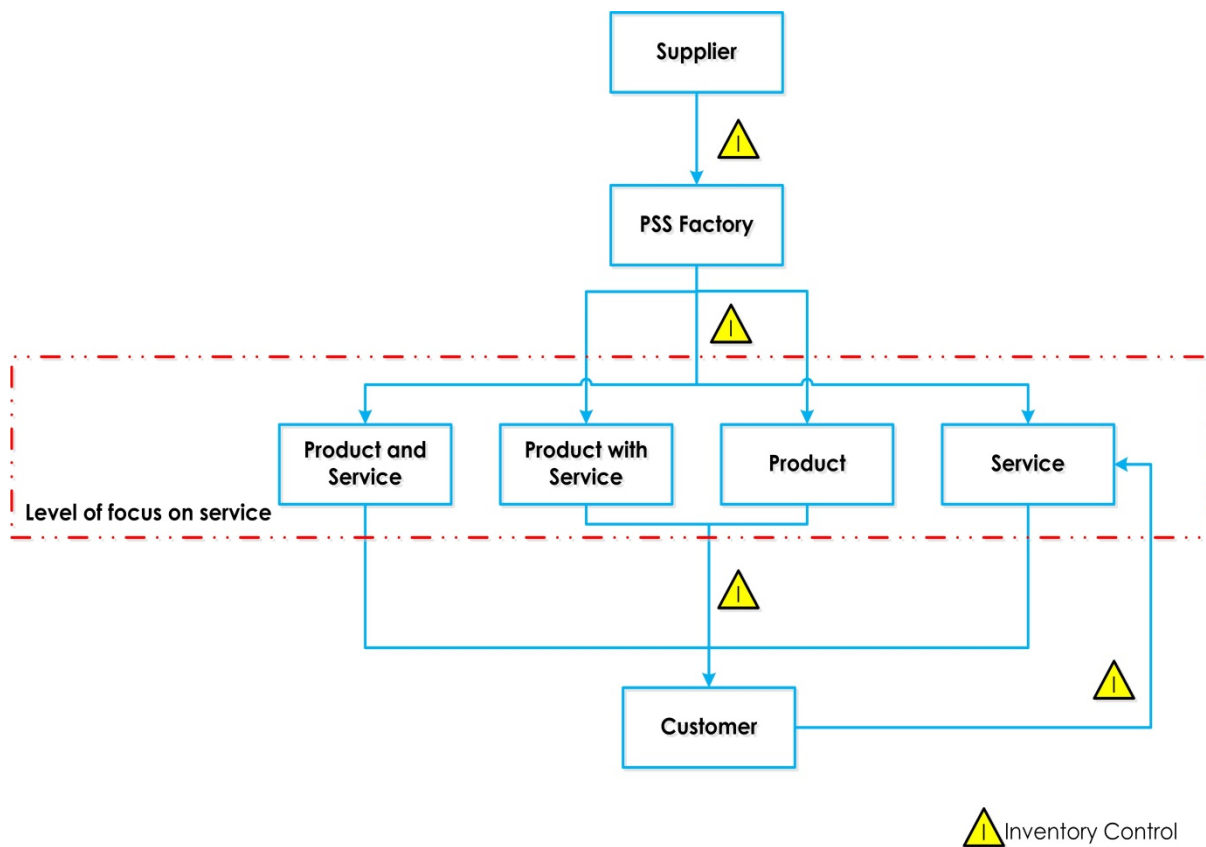 Supplier
I
PSS Factory
I
Product and
Service
Product with
Service
Product
Service
Level of focus on service
I
I
Customer
I Inventory Control